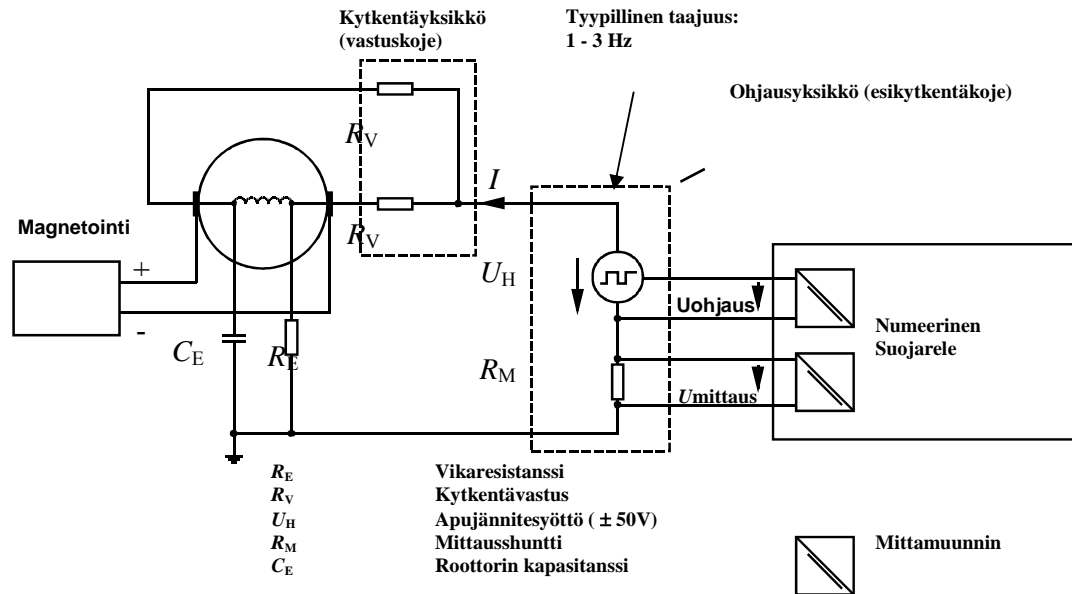 Kytkentäyksikkö
(vastuskoje)
Tyypillinen taajuus:
1 - 3 Hz
Ohjausyksikkö (esikytkentäkoje)
RV
I
RV
Magnetointi
+
-
UH
Uohjaus
Numeerinen
Suojarele
CE
RE
RM
Umittaus
RE Vikaresistanssi
RV Kytkentävastus
UH Apujännitesyöttö ( ± 50V)
RM Mittausshuntti
CE Roottorin kapasitanssi
Mittamuunnin